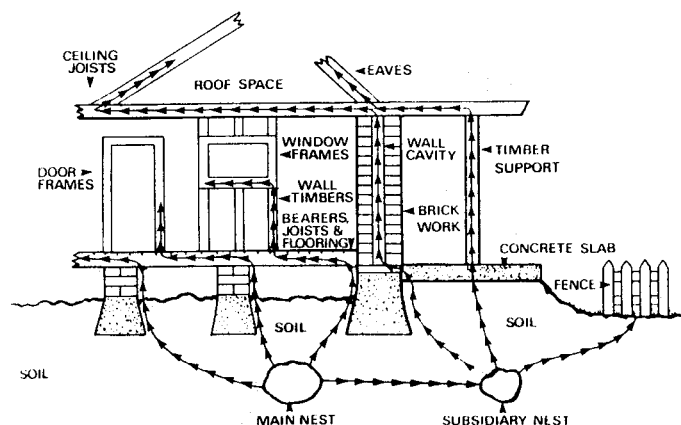 CEILING
JOISTS
ROOF SPACE
EAVES
DOOR
FRAMES
WINDOW
FRAMES
WALL
TIMBERS
BEARERS,
JOISTS &
FLOORING
WALL
CAVITY
BRICK
WORK
TIMBER
SUPPORT
CONCRETE SLAB
FENCE
SOIL
SOIL
SOIL
MAIN NEST
SUBSIDIARY NEST